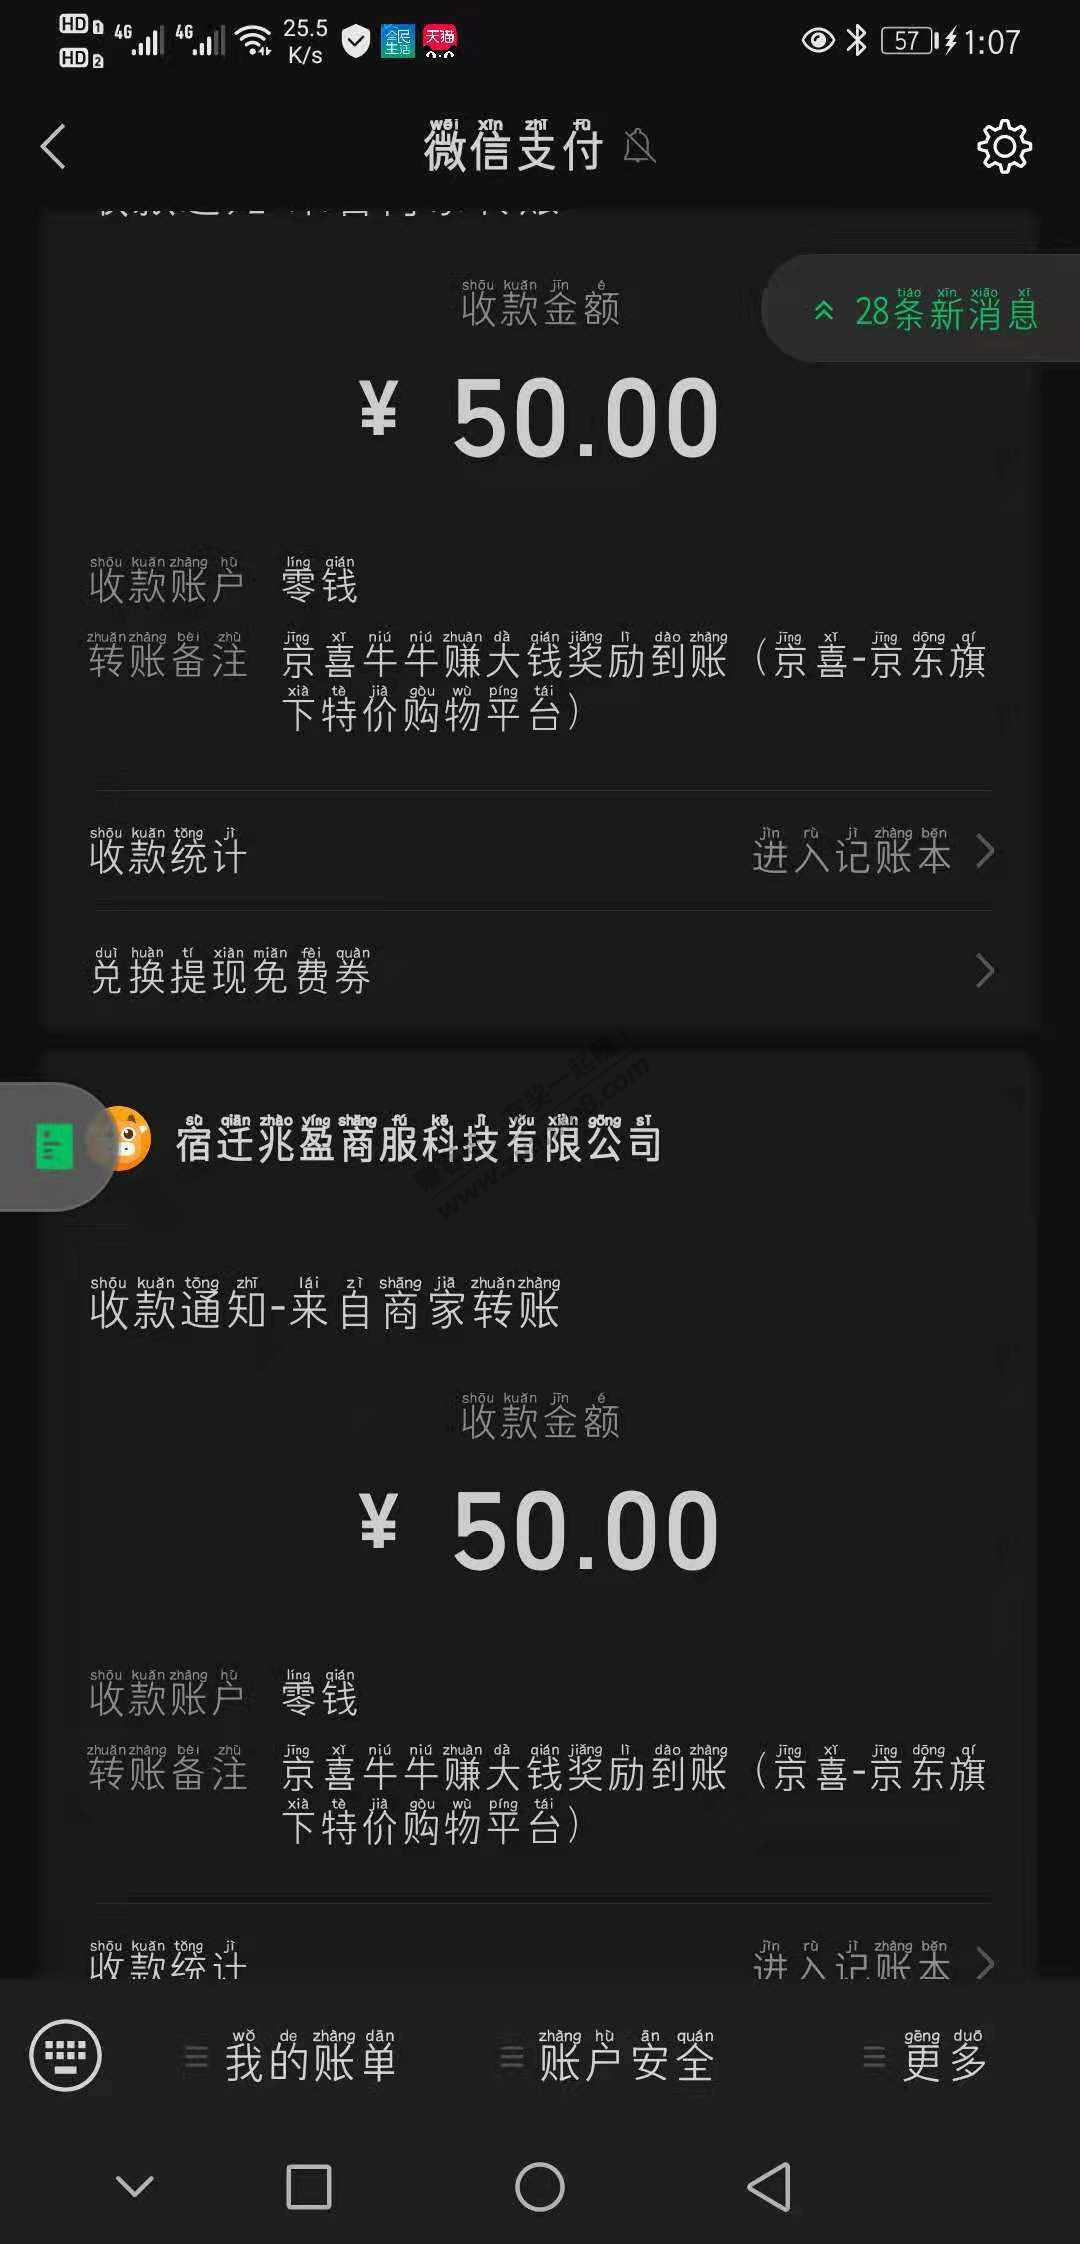 HD 1 4G 4G 25.5 K/s 全民生活 天猫 57 1:07
HD 2
wēi xìn zhī fù
微信支付
shōu kuǎn jīn é
收款金额
tiáo xīn xiāo xī
28条新消息
¥ 50.00
shōu kuǎn zhàng hù líng qián
收款账户 零钱
zhuǎn zhàng bèi zhù jīng xǐ niú niú zhuàn dà qián jiǎng lì dào zhàng jīng xǐ jīng dōng qí
转账备注 京喜牛牛赚大钱奖励到账（京喜-京东旗
xià tè jià gòu wù píng tái
下特价购物平台）
shōu kuǎn tǒng jì jìn rù jì zhàng běn
收款统计 进入记账本
duì huàn tí xiàn miǎn fèi quàn
兑换提现免费券
sù qiān zhào yíng shāng fú kē jì yǒu xiàn gōng sī
宿迁兆盈商服科技有限公司
shōu kuǎn tōng zhī lái zì shāng jiā zhuǎn zhàng
收款通知-来自商家转账
shōu kuǎn jīn é
收款金额
¥ 50.00
shōu kuǎn zhàng hù líng qián
收款账户 零钱
zhuǎn zhàng bèi zhù jīng xǐ niú niú zhuàn dà qián jiǎng lì dào zhàng jīng xǐ jīng dōng qí
转账备注 京喜牛牛赚大钱奖励到账（京喜-京东旗
xià tè jià gòu wù píng tái
下特价购物平台）
shōu kuǎn tǒng jì jìn rù jì zhàng běn
收款统计 进入记账本
wǒ de zhàng dān zhàng hù ān quán gèng duō
我的账单 账户安全 更多